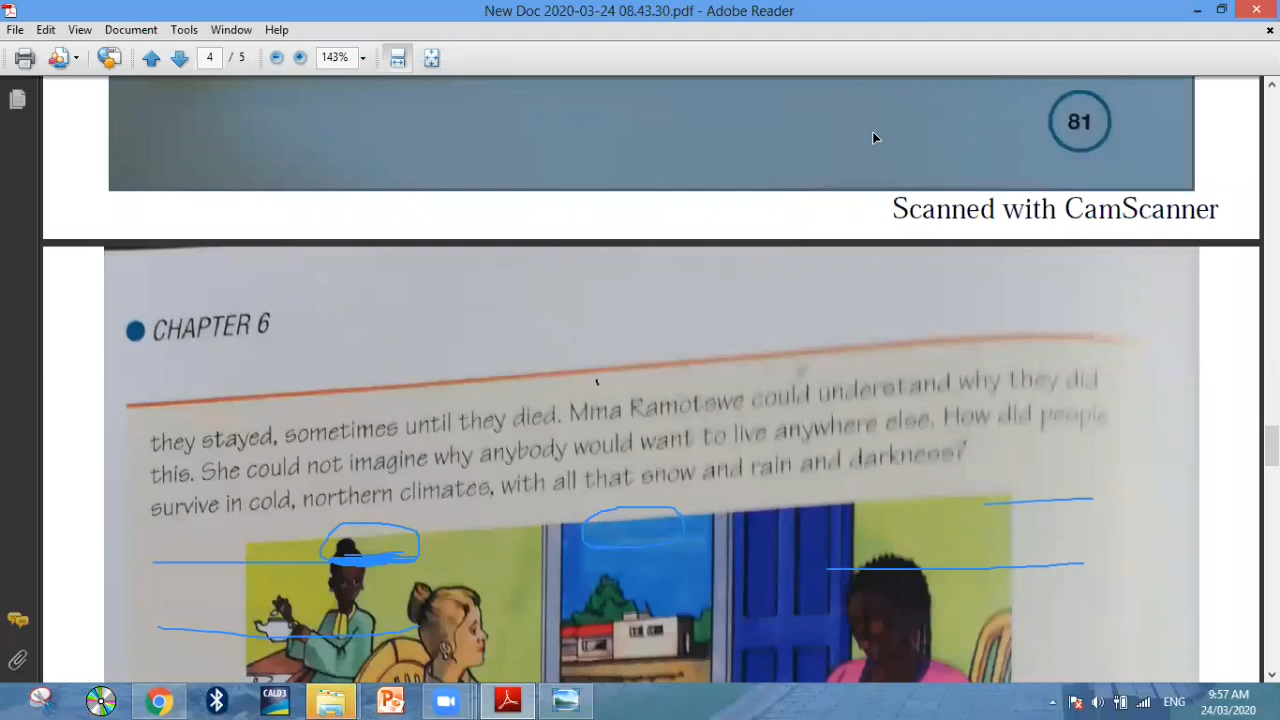 New Doc 2020-03-24 08.43.30.pdf - Adobe Reader
File Edit View Document Tools Window Help
4 / 5 143%
81
Scanned with CamScanner
CHAPTER 6
they stayed, sometimes until they died. Mma Ramotswe could understand why they did
this. She could not imagine why anybody would want to live anywhere else. How did people
survive in cold, northern climates, with all that snow and rain and darkness?
CALD3
ENG
9:57 AM
24/03/2020